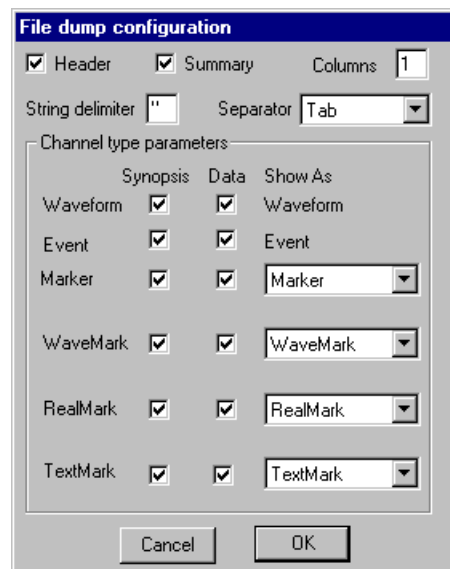 File dump configuration
Header Summary Columns 1
String delimiter " Separator Tab
Channel type parameters
Synopsis Data Show As
Waveform Waveform
Event Event
Marker Marker
WaveMark WaveMark
RealMark RealMark
TextMark TextMark
Cancel OK